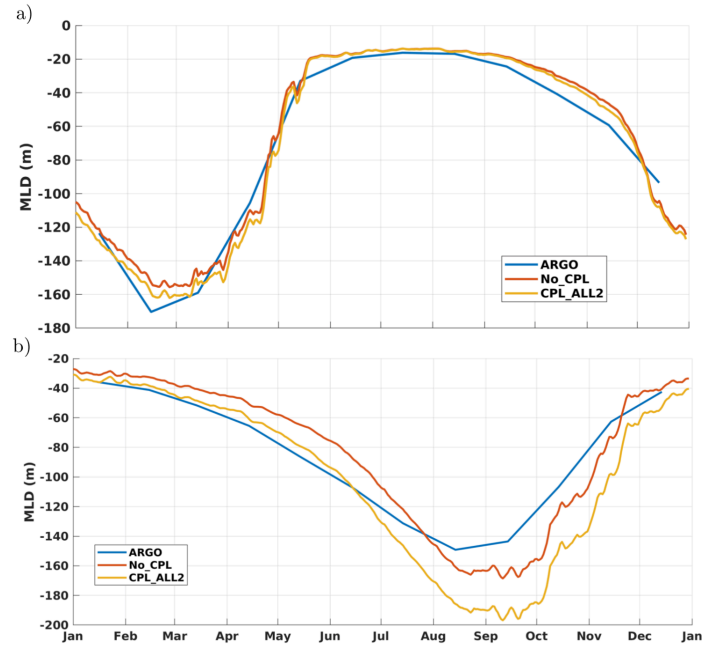 a)
0
-20
-40
-60
-80
-100
-120
-140
-160
-180
MLD (m)
ARGO
No_CPL
CPL_ALL2
b)
-20
-40
-60
-80
-100
-120
-140
-160
-180
-200
MLD (m)
ARGO
No_CPL
CPL_ALL2
Jan Feb Mar Apr May Jun Jul Aug Sep Oct Nov Dec Jan